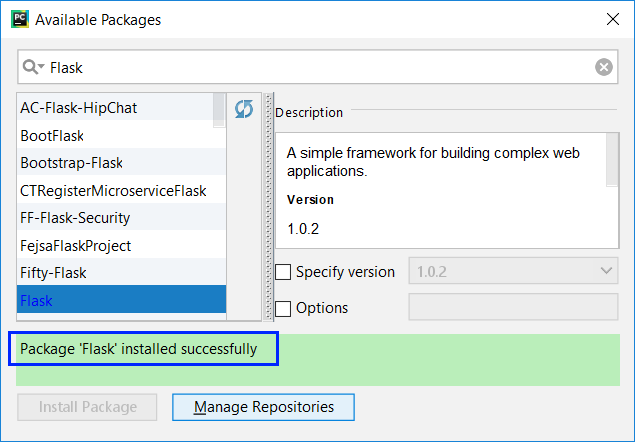 PC
Available Packages
Flask
AC-Flask-HipChat
BootFlask
Bootstrap-Flask
CTRegisterMicroserviceFlask
FF-Flask-Security
FejsaFlaskProject
Fifty-Flask
Flask
Description
A simple framework for building complex web
applications.
Version
1.0.2
Specify version
1.0.2
Options
Package 'Flask' installed successfully
Install Package
Manage Repositories